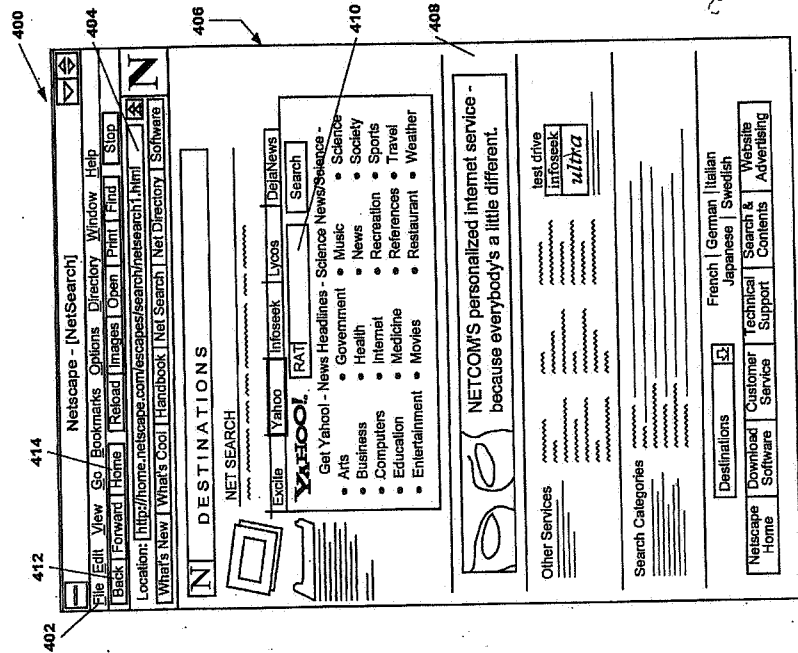 400
Netscape - [NetSearch]
402
File Edit View Go Bookmarks Options Directory Window Help
412
414
404
Back Forward Home Reload Images Open Print Find Stop
Location: http://home.netscape.com/escapes/search/netsearch1.html
N
What's New What's Cool Handbook Net Search Net Directory Software
406
N DESTINATIONS
NET SEARCH
Excite Yahoo Infoseek Lycos DejaNews
410
YAHOO! RAT Search
Get Yahoo! - News Headlines - Science News/Science -
• Arts • Government • Music • Science
• Business • Health • News • Society
• Computers • Internet • Recreation • Sports
• Education • Medicine • References • Travel
• Entertainment • Movies • Restaurant • Weather
408
NETCOM'S personalized internet service -
because everybody's a little different.
Other Services
test drive
infoseek
ultra
Search Categories
Destinations
French | German | Italian
Japanese | Swedish
Netscape Home Download Software Customer Service Technical Support Search & Contents Website Advertising